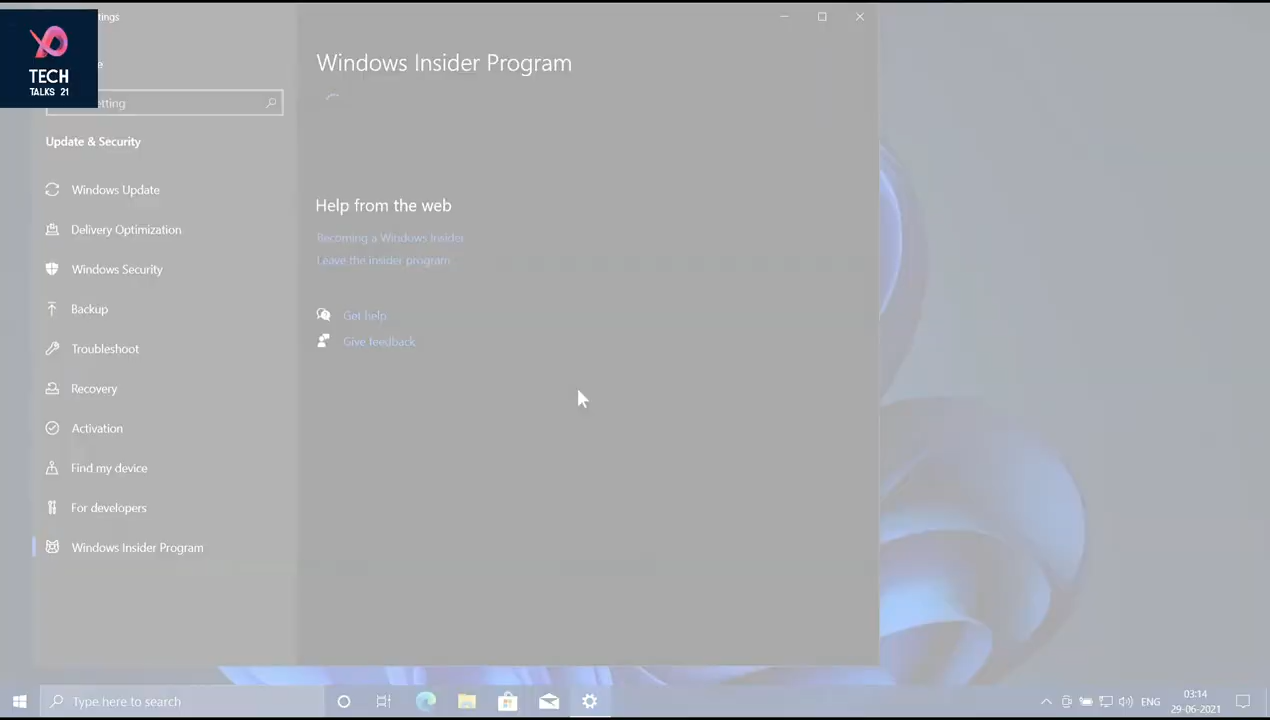 TECH
TALKS 21
tings
e
etting
Update & Security
Windows Update
Delivery Optimization
Windows Security
Backup
Troubleshoot
Recovery
Activation
Find my device
For developers
Windows Insider Program
Windows Insider Program
Help from the web
Becoming a Windows Insider
Leave the insider program
Get help
Give feedback
Type here to search
ENG
03:14
29-06-2021